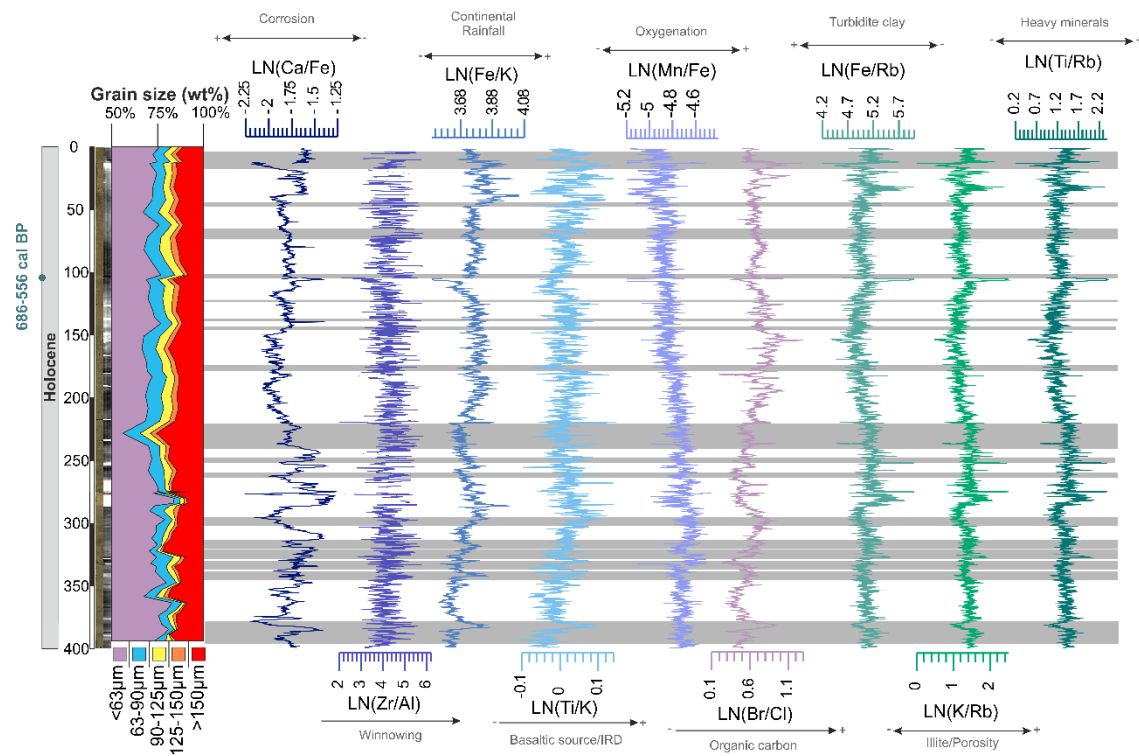 Corrosion
+ -
LN(Ca/Fe)
-2.25 -2 -1.75 -1.5 -1.25
Continental
Rainfall
- +
LN(Fe/K)
3.68 3.88 4.08
Oxygenation
- +
LN(Mn/Fe)
-5.2 -5 -4.8 -4.6
Turbidite clay
+ -
LN(Fe/Rb)
4.2 4.7 5.2 5.7
Heavy minerals
- +
LN(Ti/Rb)
0.2 0.7 1.2 1.7 2.2
Grain size (wt%)
50% 75% 100%
0
50
100
150
200
250
300
350
400
686-556 cal BP
Holocene
<63µm
63-90µm
90-125µm
125-150µm
>150µm
2 3 4 5 6
LN(Zr/Al)
Winnowing
-0.1 0 0.1
LN(Ti/K)
- +
Basaltic source/IRD
0.1 0.6 1.1
LN(Br/Cl)
- +
Organic carbon
0 1 2
LN(K/Rb)
- +
Illite/Porosity